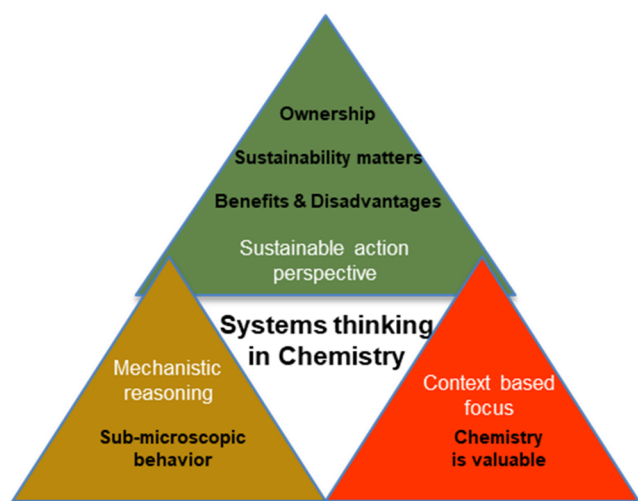 Ownership
Sustainability matters
Benefits & Disadvantages
Sustainable action
perspective
Systems thinking
in Chemistry
Mechistic
reasoning
Sub-microscopic
behavior
Context based
focus
Chemistry
is valuable